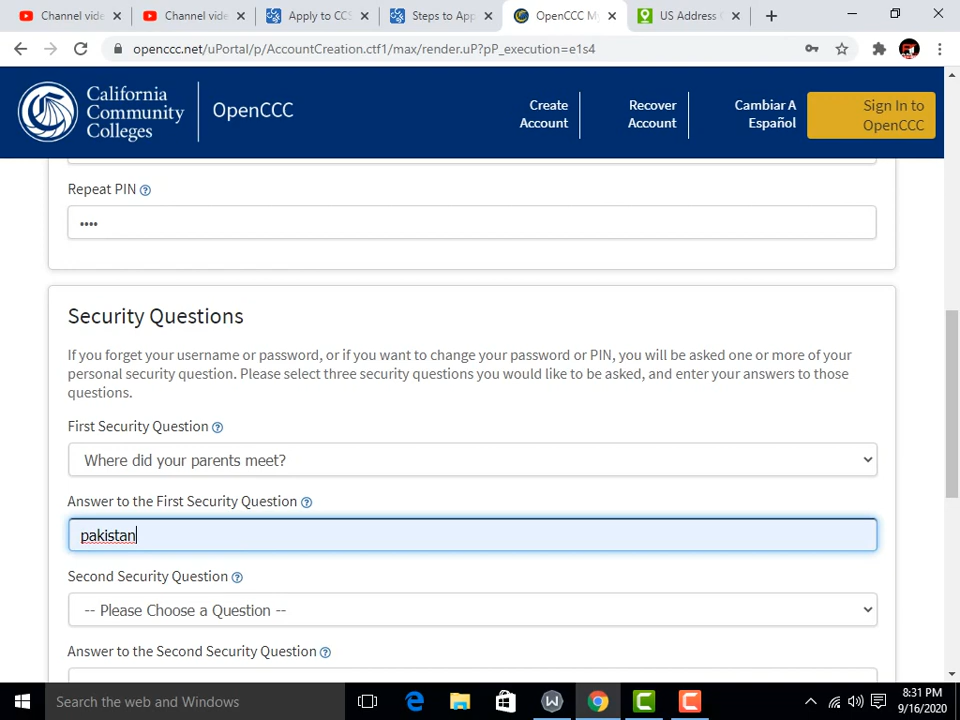 Channel vide
Channel video
Apply to CCS
Steps to App
OpenCCC My
US Address
openccc.net/uPortal/p/AccountCreation.ctf1/max/render.uP?pP_execution=e1s4
California
Community
Colleges
OpenCCC
Create
Account
Recover
Account
Cambiar A
Español
Sign In to
OpenCCC
Repeat PIN
••••
Security Questions
If you forget your username or password, or if you want to change your password or PIN, you will be asked one or more of your
personal security question. Please select three security questions you would like to be asked, and enter your answers to those
questions.
First Security Question
Where did your parents meet?
Answer to the First Security Question
pakistan
Second Security Question
-- Please Choose a Question --
Answer to the Second Security Question
Search the web and Windows
8:31 PM
9/16/2020